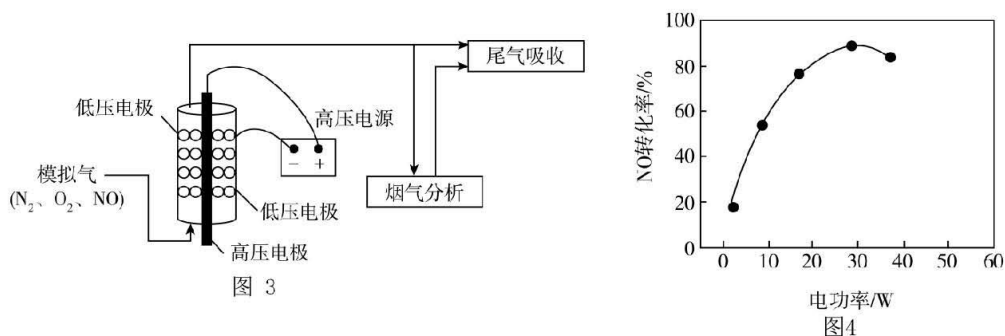 尾气吸收
低压电极
高压电源
− +
模拟气
(N₂、O₂、NO)
烟气分析
低压电极
高压电极
图 3
NO转化率/%
100
80
60
40
20
0
0 10 20 30 40 50 60
电功率/W
图4